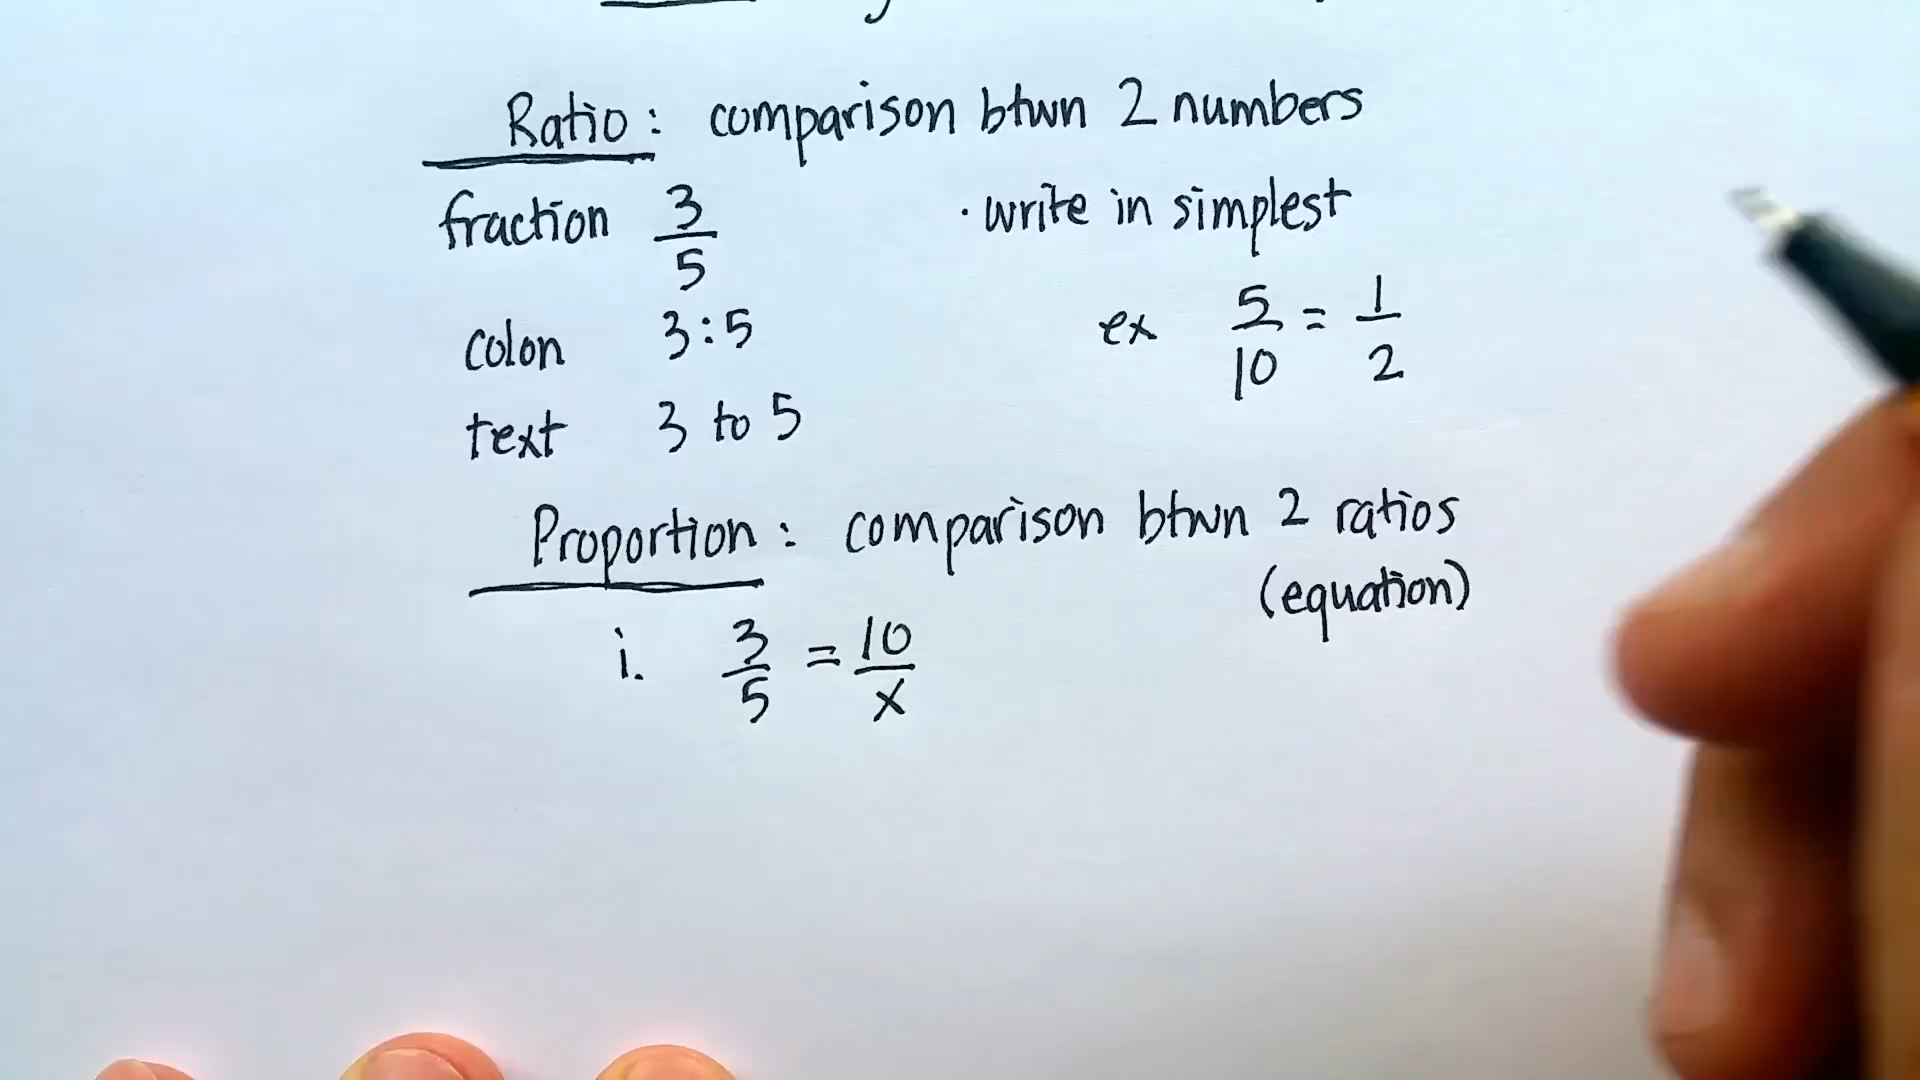 Ratio: comparison btwn 2 numbers
fraction 3/5
· write in simplest
colon 3:5
ex 5/10 = 1/2
text 3 to 5
Proportion: comparison btwn 2 ratios
(equation)
i. 3/5 = 10/x